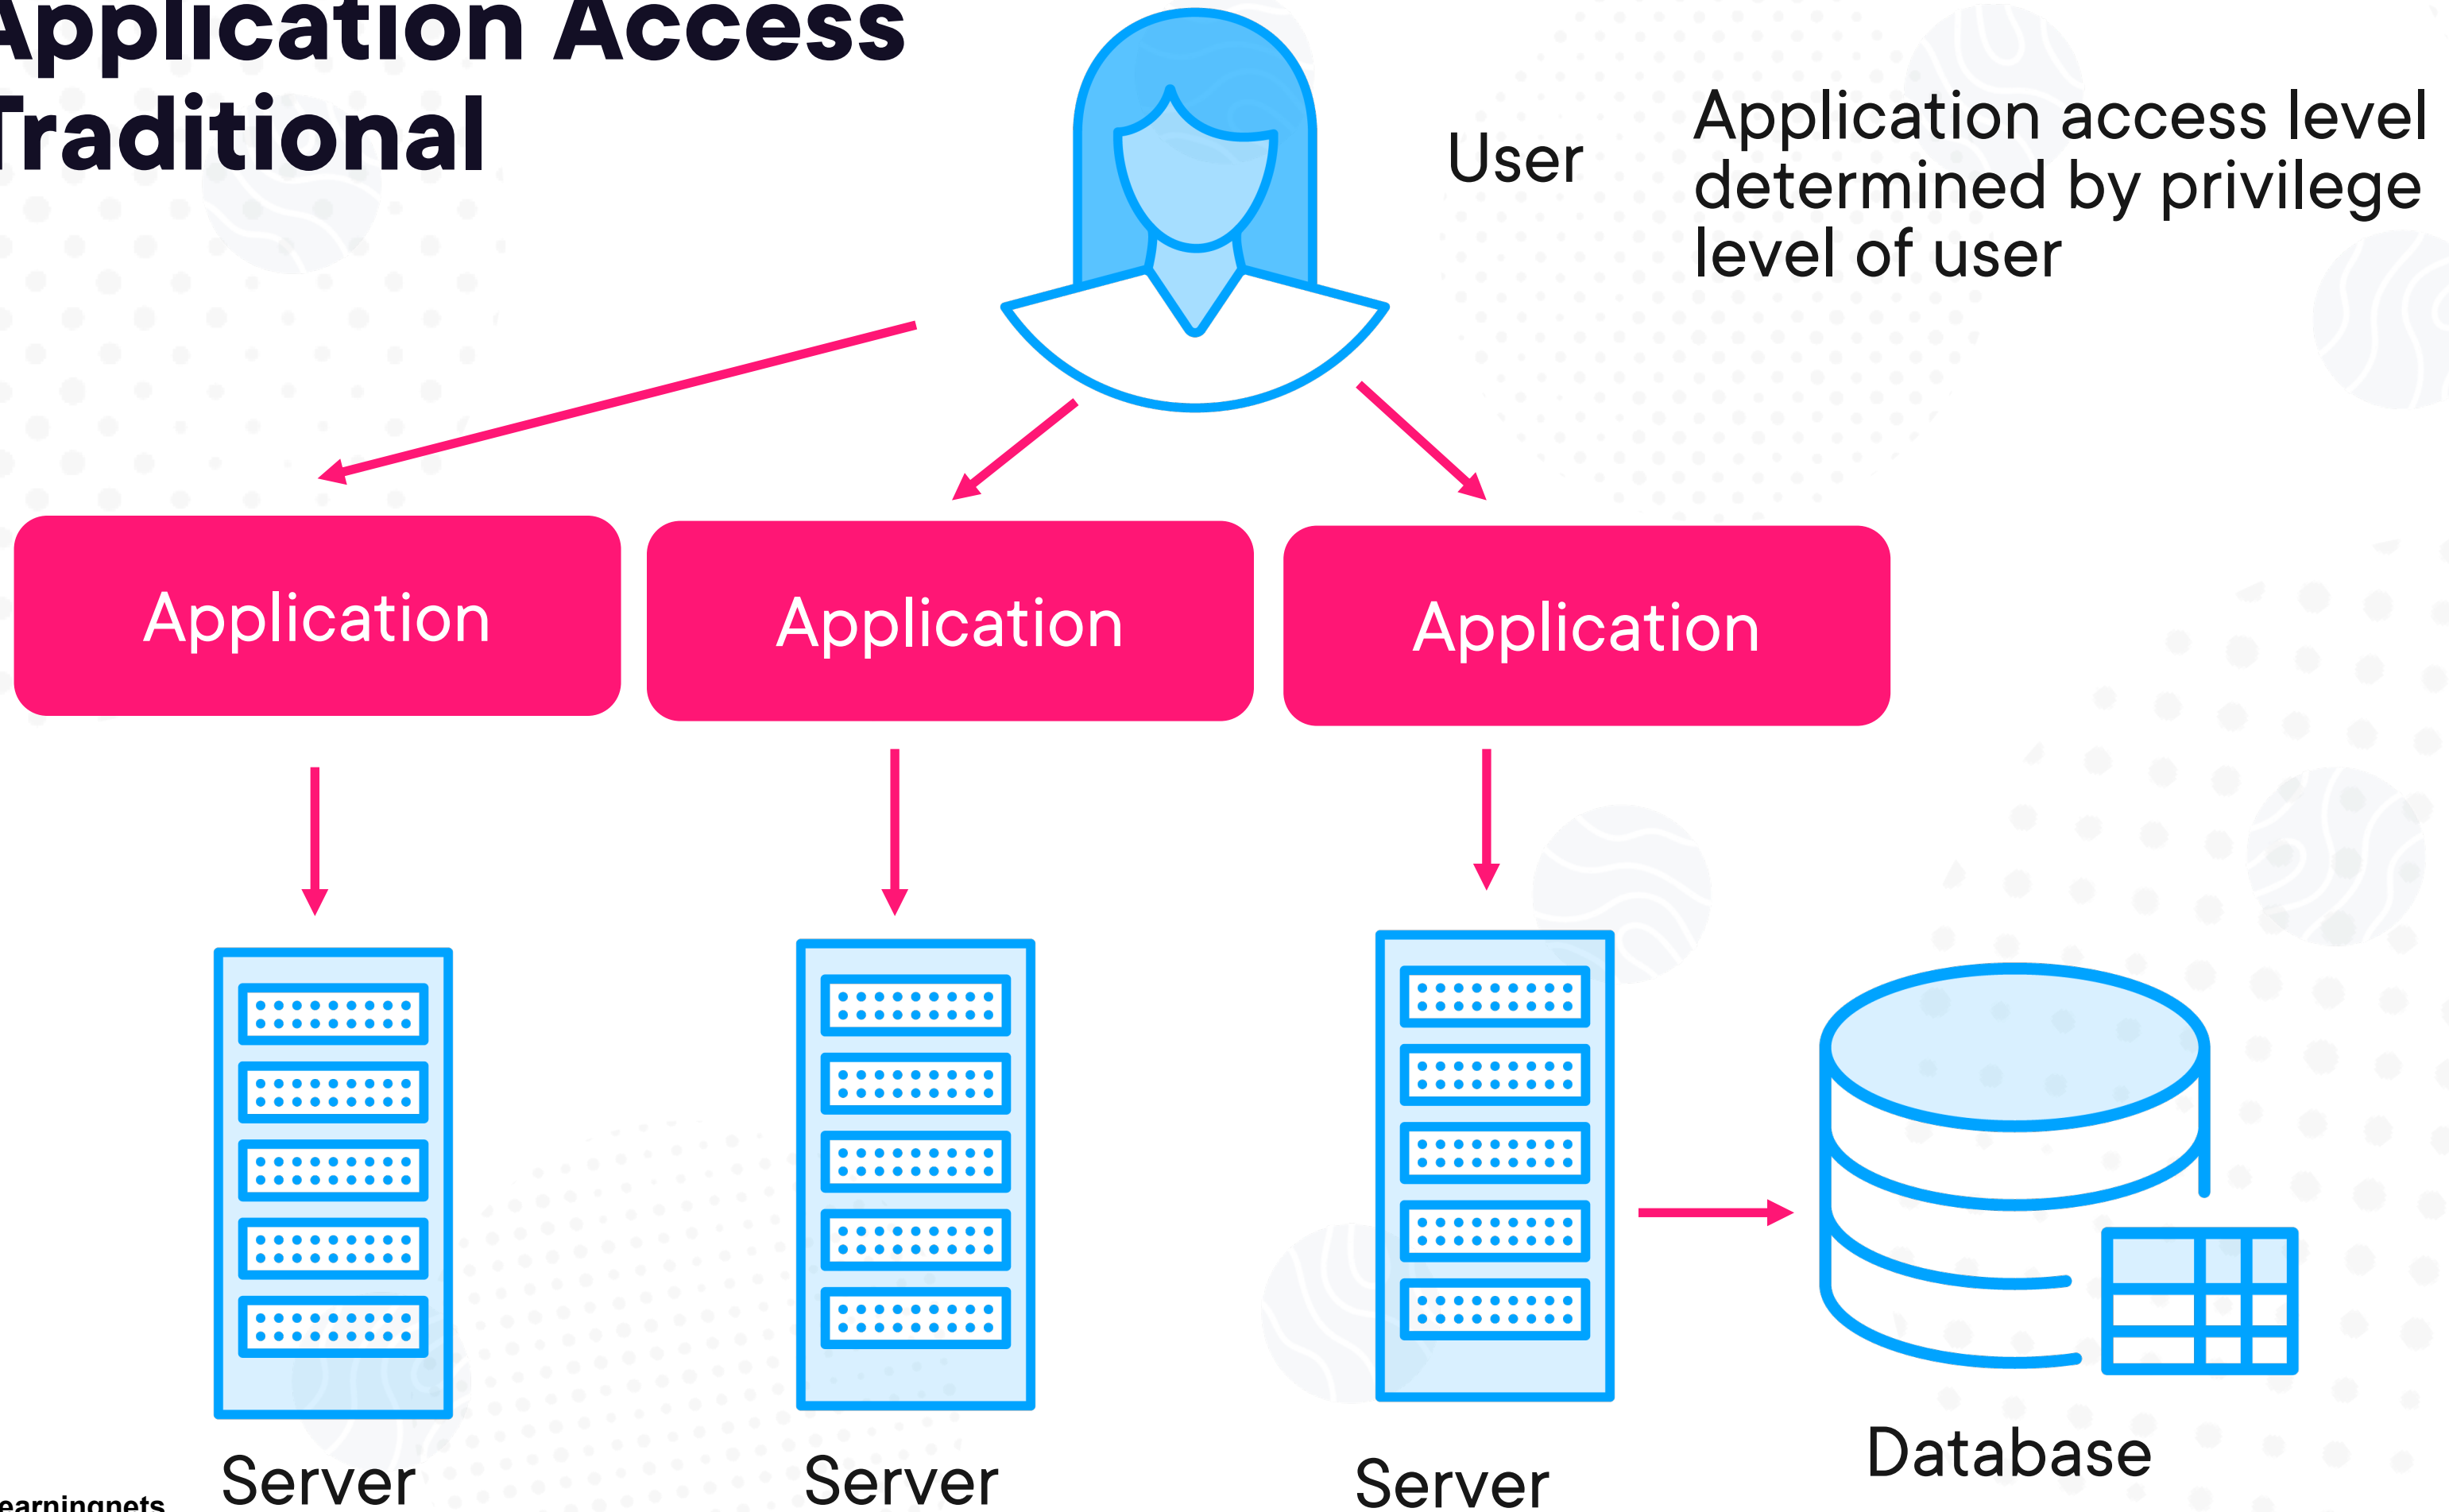 Application Access
Traditional
User
Application access level
determined by privilege
level of user
Application
Application
Application
Server
Server
Server
Database
earningnets